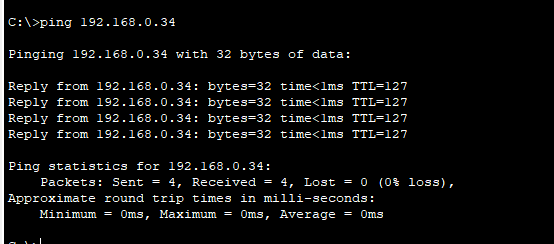 C:\>ping 192.168.0.34
Pinging 192.168.0.34 with 32 bytes of data:
Reply from 192.168.0.34: bytes=32 time<1ms TTL=127
Reply from 192.168.0.34: bytes=32 time<1ms TTL=127
Reply from 192.168.0.34: bytes=32 time<1ms TTL=127
Reply from 192.168.0.34: bytes=32 time<1ms TTL=127
Ping statistics for 192.168.0.34:
    Packets: Sent = 4, Received = 4, Lost = 0 (0% loss),
Approximate round trip times in milli-seconds:
    Minimum = 0ms, Maximum = 0ms, Average = 0ms